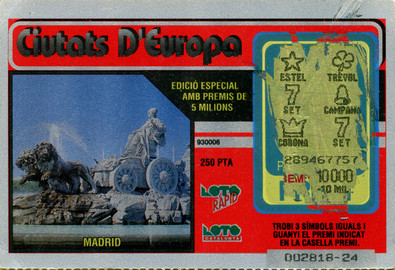 Ciutats D'Europa
EDICIÓ ESPECIAL
AMB PREMIS DE
5 MILIONS
930006
250 PTA
LOTO
RAPID
LOTO
CATALUNYA
MADRID
ESTEL TRÉVOL
7
SET CAMPANA
7
CORONA SET
289467757
PREMI 10000
10 MIL
TROBI 3 SÍMBOLS IGUALS I
GUANYI EL PREMI INDICAT
EN LA CASELLA PREMI.
002818-24